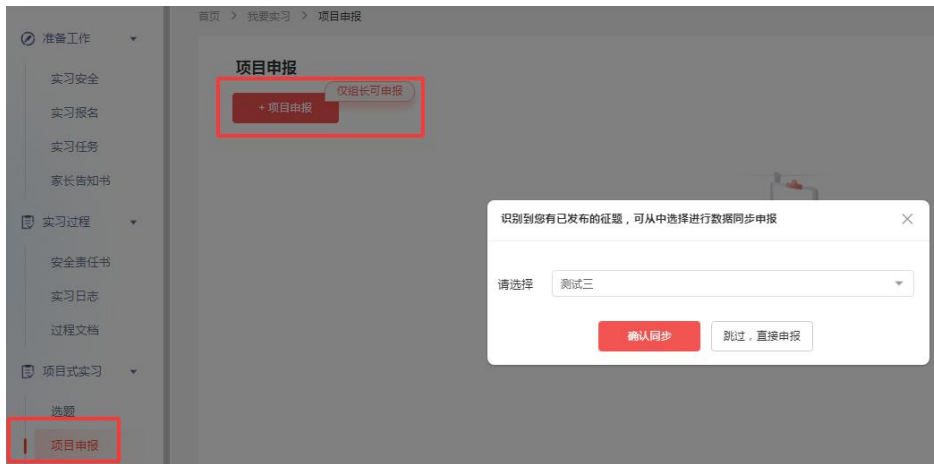 首页 > 我要实习 > 项目申报
准备工作
实习安全
实习报名
实习任务
家长告知书
实习过程
安全责任书
实习日志
过程文档
项目式实习
选题
项目申报
项目申报
仅组长可申报
+ 项目申报
识别到您有已发布的征题，可从中选择进行数据同步申报
请选择 测试三
确认同步 跳过，直接申报